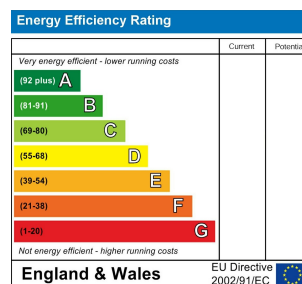 Energy Efficiency Rating
Current Potentia
Very energy efficient - lower running costs
(92 plus) A
(81-91) B
(69-80) C
(55-68) D
(39-54) E
(21-38) F
(1-20) G
Not energy efficient - higher running costs
England & Wales
EU Directive
2002/91/EC